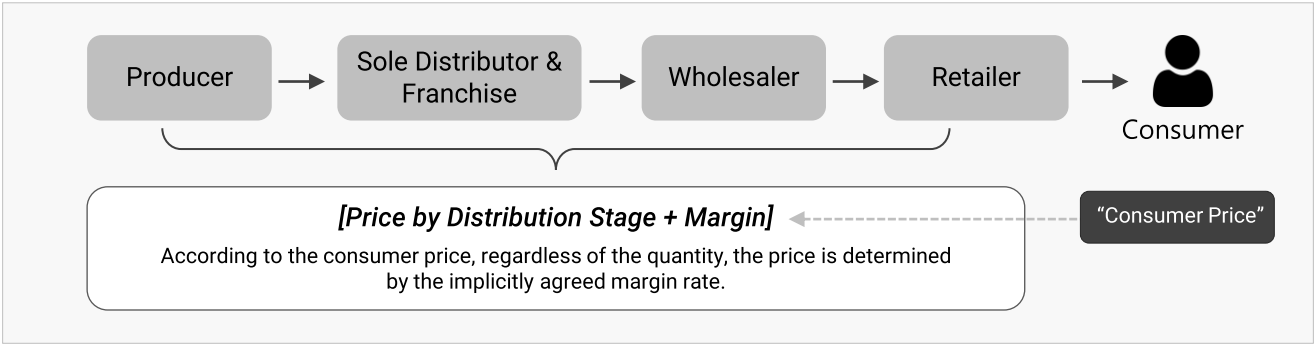 Producer
Sole Distributor &
Franchise
Wholesaler
Retailer
Consumer
[Price by Distribution Stage + Margin]
“Consumer Price”
According to the consumer price, regardless of the quantity, the price is determined
by the implicitly agreed margin rate.